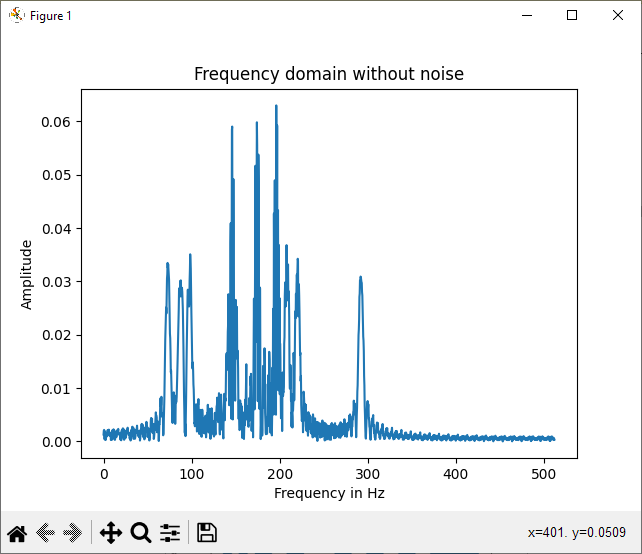 Figure 1
Frequency domain without noise
Amplitude
0.06
0.05
0.04
0.03
0.02
0.01
0.00
0 100 200 300 400 500
Frequency in Hz
x=401. y=0.0509